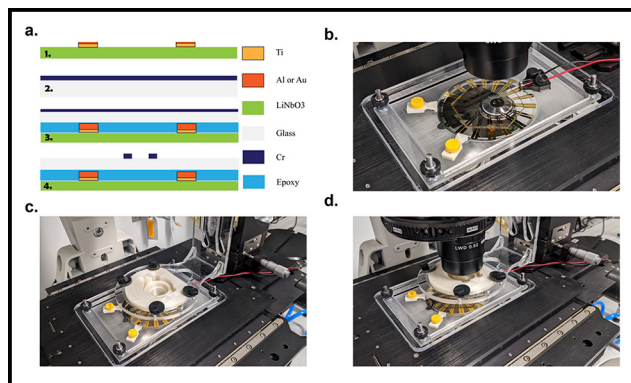 a.
1.
2.
3.
4.
Ti
Al or Au
LiNbO3
Glass
Cr
Epoxy
b.
c.
d.
LWD 0.52